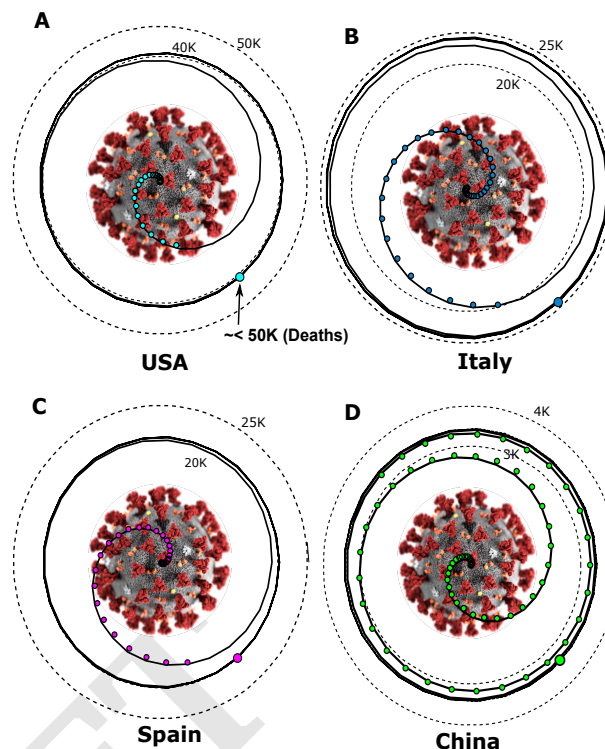 A
40K
50K
~< 50K (Deaths)
USA
B
25K
20K
Italy
C
25K
20K
Spain
D
4K
3K
China